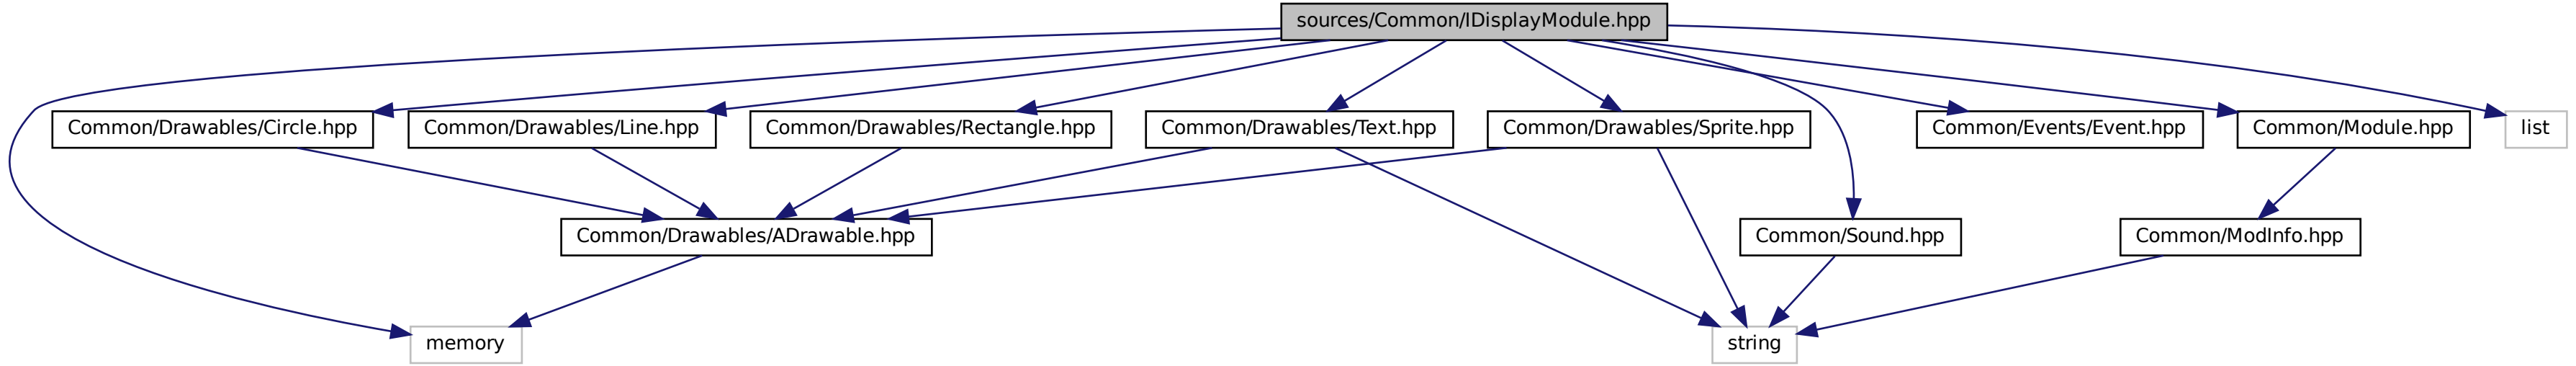 sources/Common/IDisplayModule.hpp
Common/Drawables/Circle.hpp
Common/Drawables/Line.hpp
Common/Drawables/Rectangle.hpp
Common/Drawables/Text.hpp
Common/Drawables/Sprite.hpp
Common/Events/Event.hpp
Common/Module.hpp
list
Common/Drawables/ADrawable.hpp
Common/Sound.hpp
Common/ModInfo.hpp
memory
string